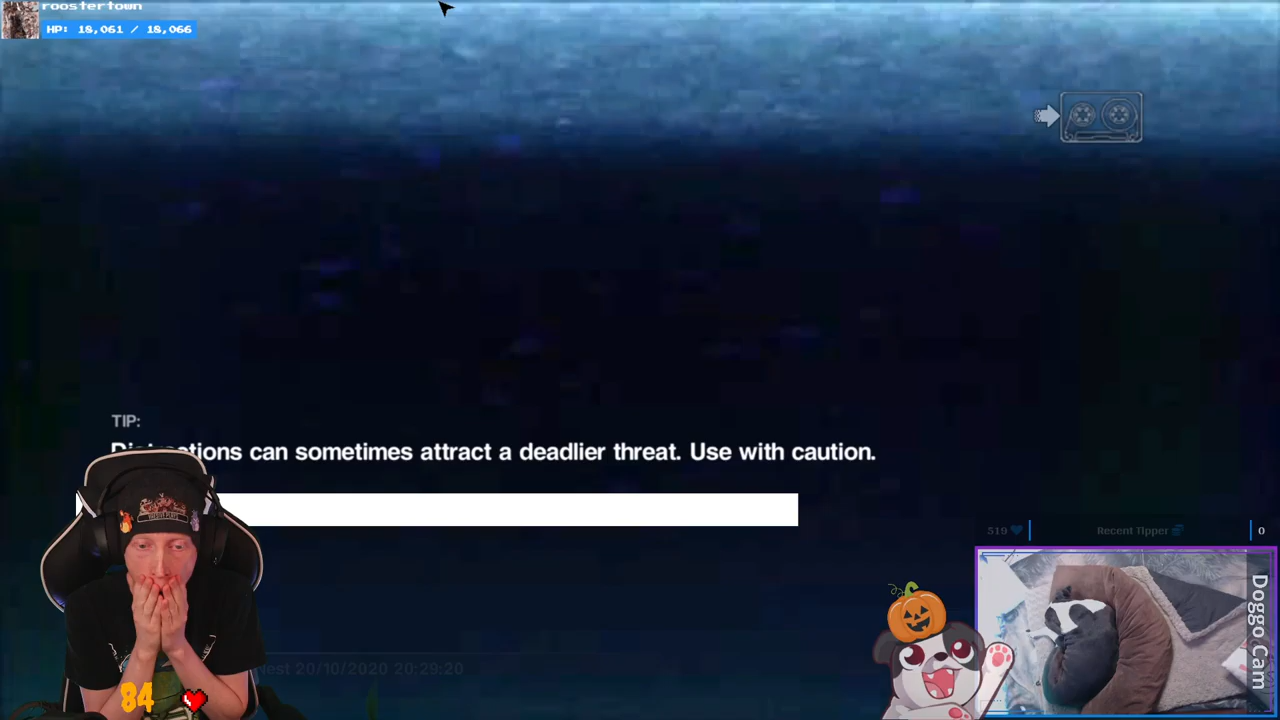 roostertown
HP: 18,061 / 18,066
TIP:
can sometimes attract a deadlier threat. Use with caution.
519
Recent Tipper
0
Doggo Cam
Nest 20/10/2020 20:29:20
84